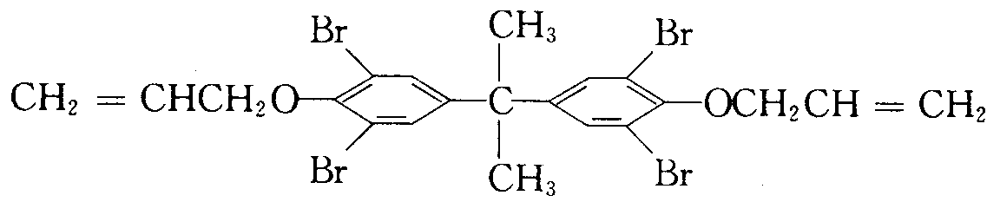 Br CH₃ Br
CH₂ = CHCH₂O C OCH₂CH = CH₂
Br CH₃ Br